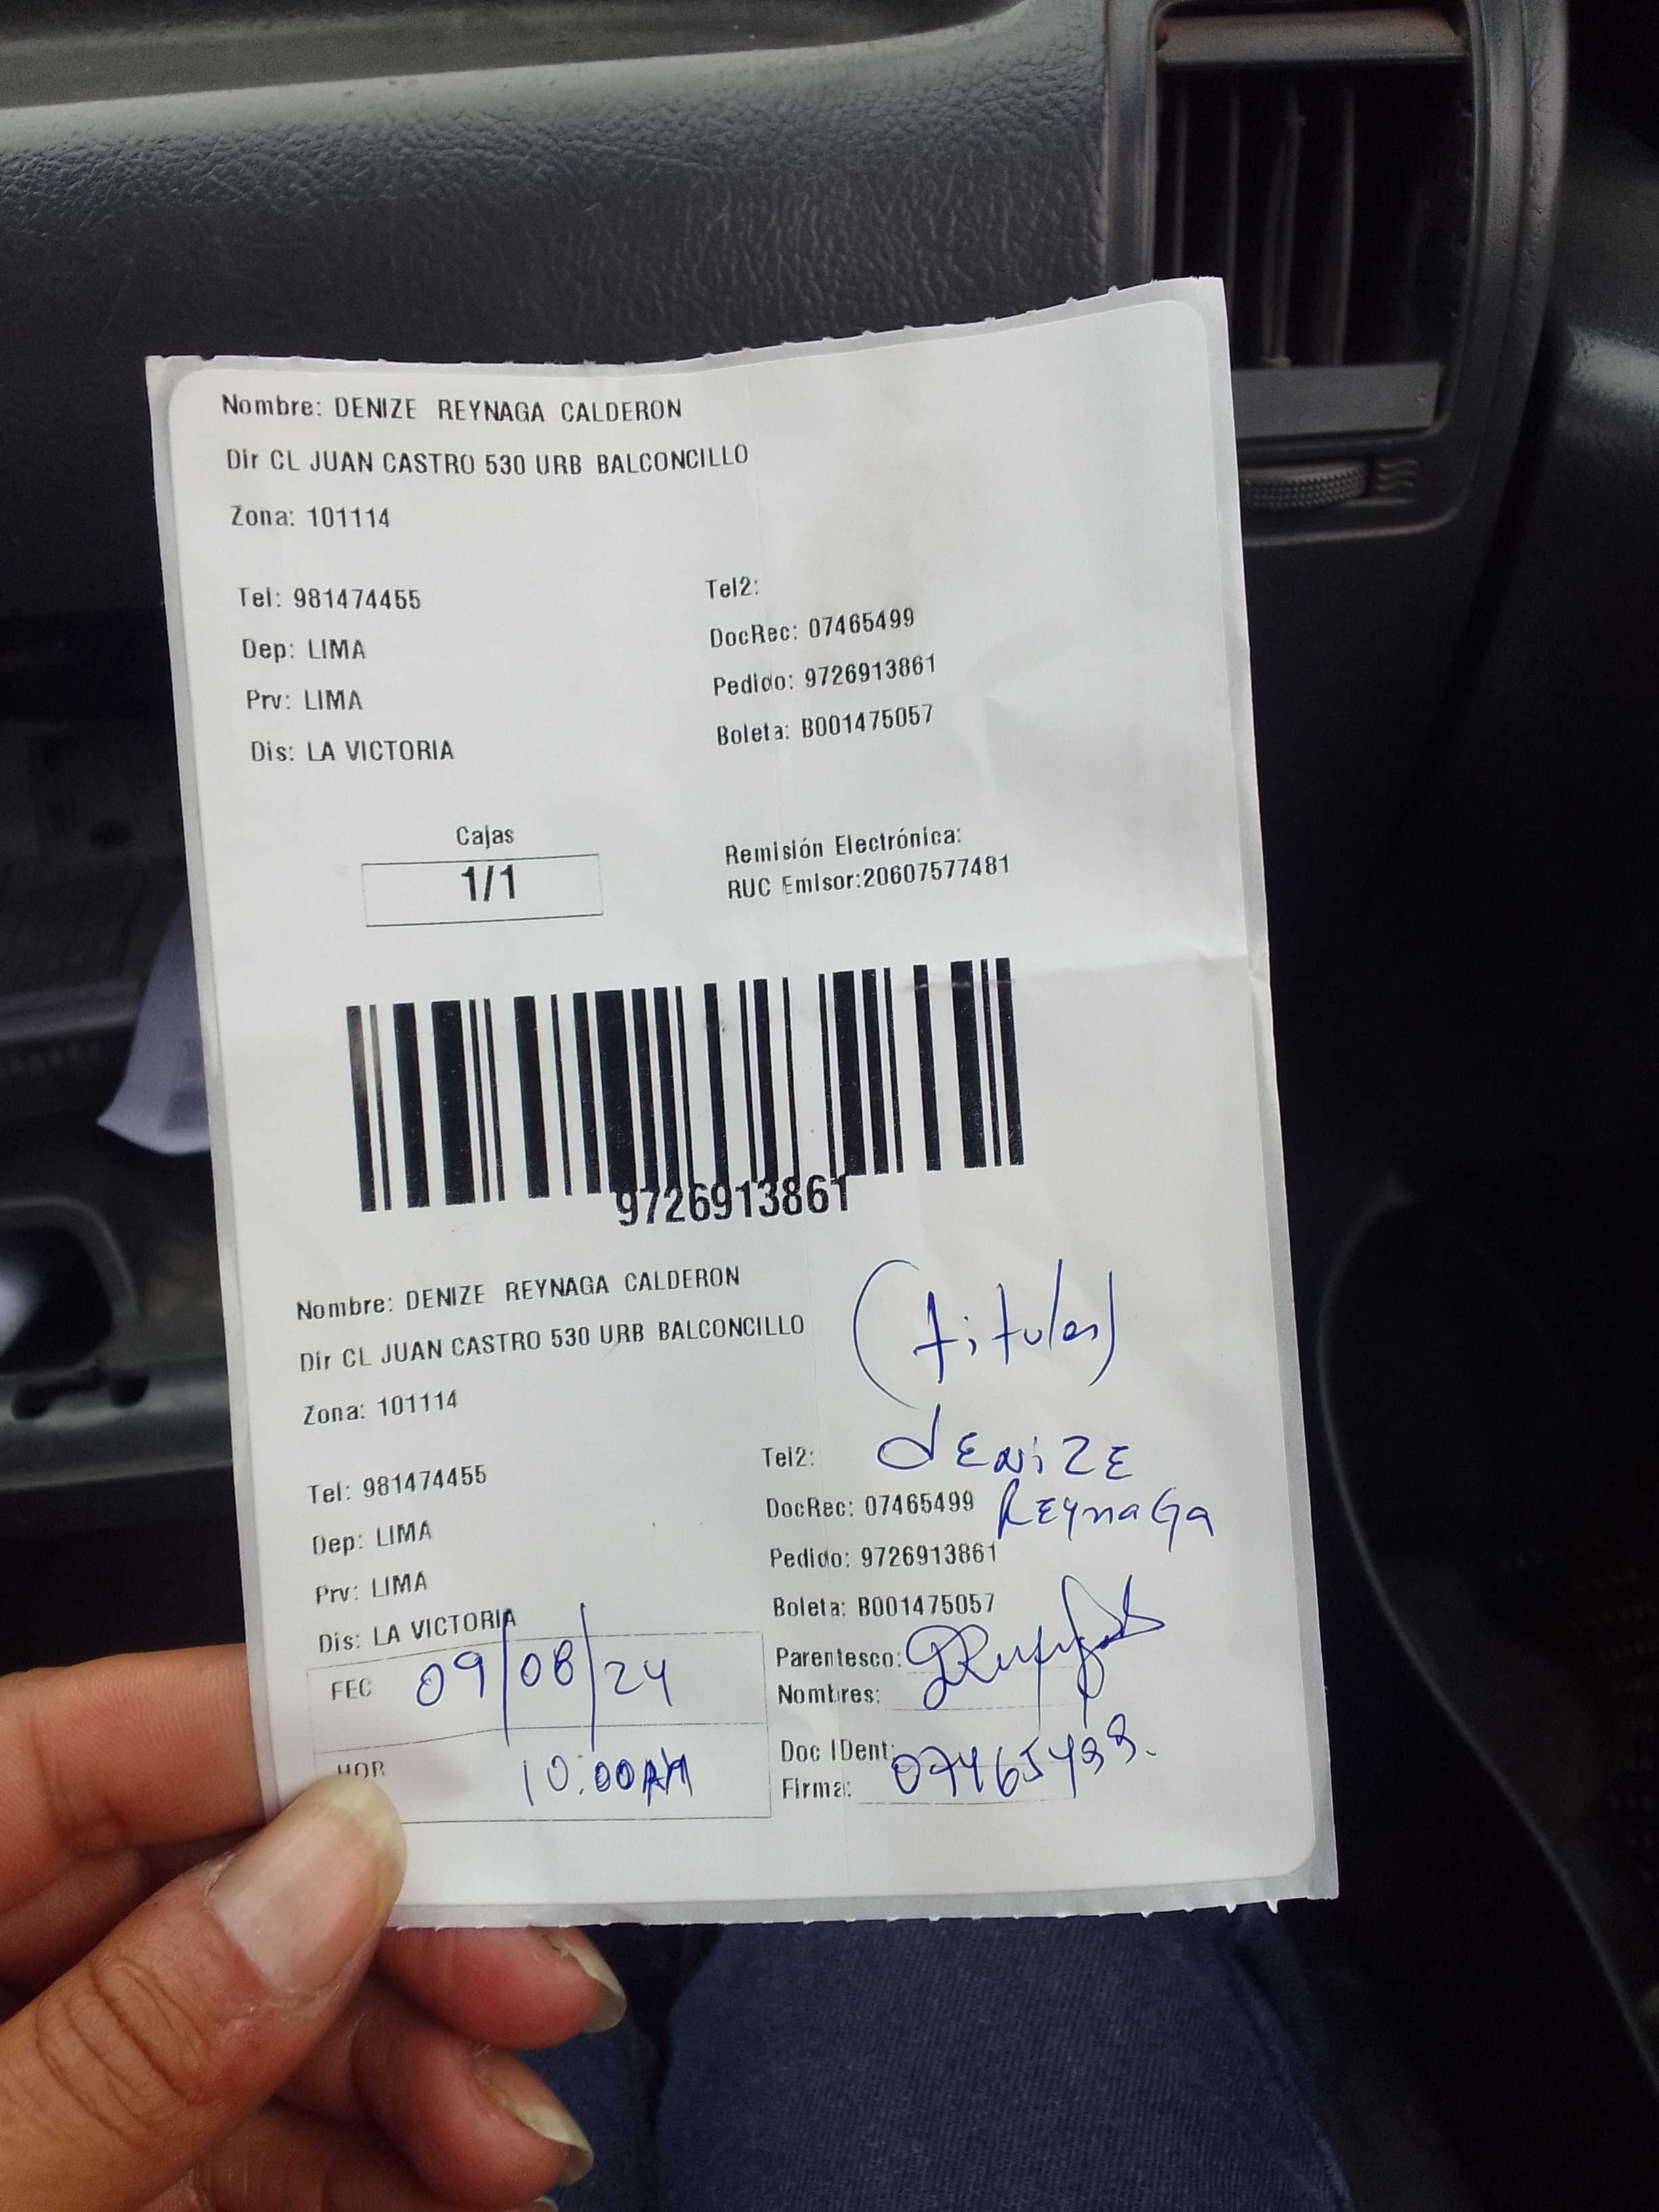 Nombre: DENIZE REYNAGA CALDERON
Dir CL JUAN CASTRO 530 URB BALCONCILLO
Zona: 101114
Tel: 981474455
Dep: LIMA
Prv: LIMA
Dis: LA VICTORIA
Tel2:
DocRec: 07465499
Pedido: 9726913861
Boleta: B001475057
Cajas
1/1
Remisión Electrónica:
RUC Emisor:20607577481
9726913861
Nombre: DENIZE REYNAGA CALDERON
Dir CL JUAN CASTRO 530 URB BALCONCILLO
Zona: 101114
(titular)
Tel: 981474455
Dep: LIMA
Prv: LIMA
Dis: LA VICTORIA
FEC 09/08/24
HOR 10:00AM
Tel2: DENIZE
DocRec: 07465499 REYNAGA
Pedido: 9726913861
Boleta: B001475057
Parentesco:
Nombres:
Doc IDent: 07465499.
Firma: